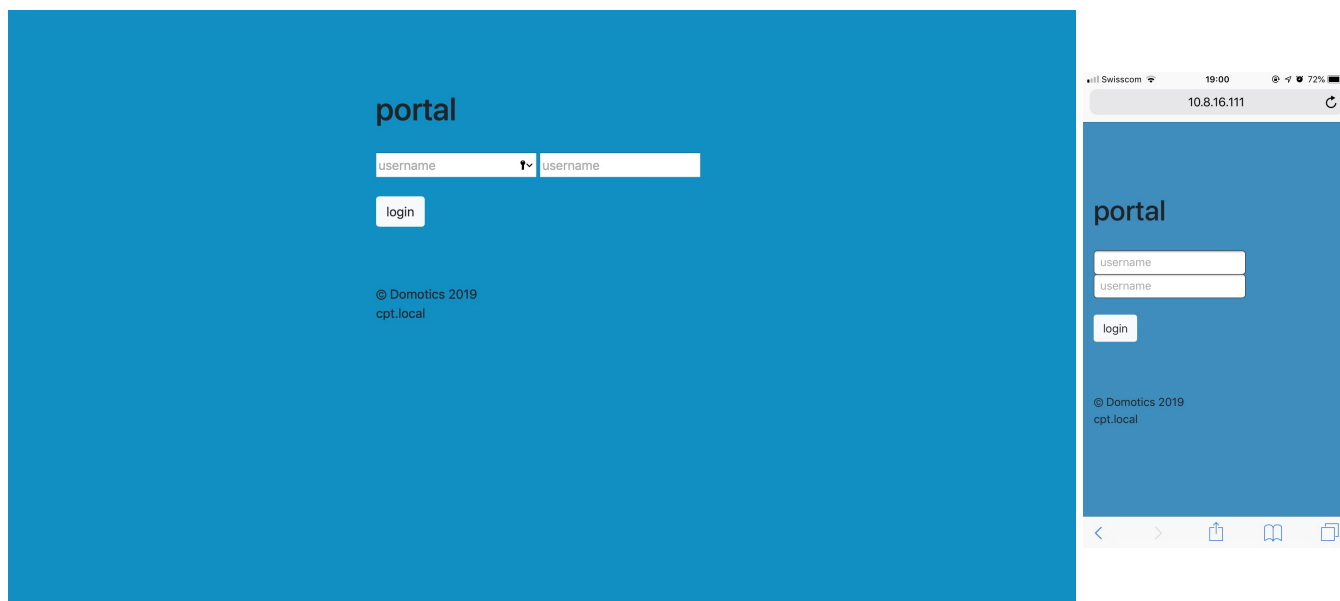 portal
username username
login
© Domotics 2019
cpt.local
Swisscom 19:00 72%
10.8.16.111
portal
username
username
login
© Domotics 2019
cpt.local